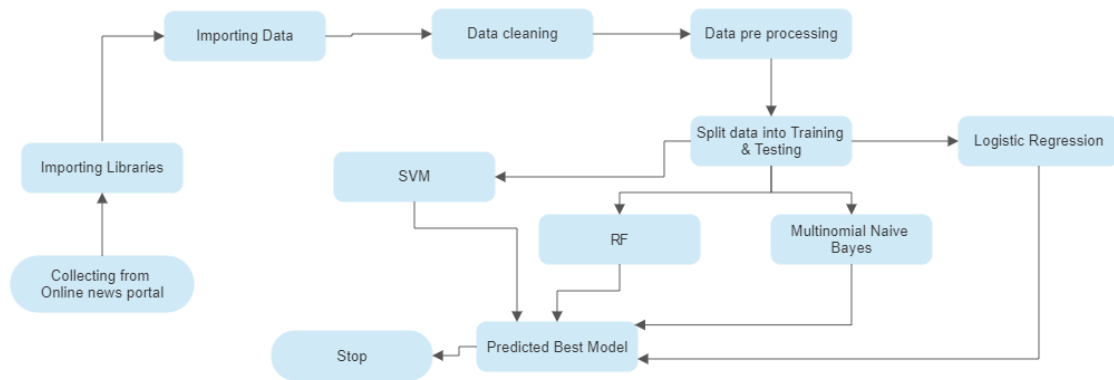 Importing Data
Data cleaning
Data pre processing
Split data into Training
& Testing
Logistic Regression
Importing Libraries
SVM
RF
Multinomial Naive
Bayes
Collecting from
Online news portal
Stop
Predicted Best Model